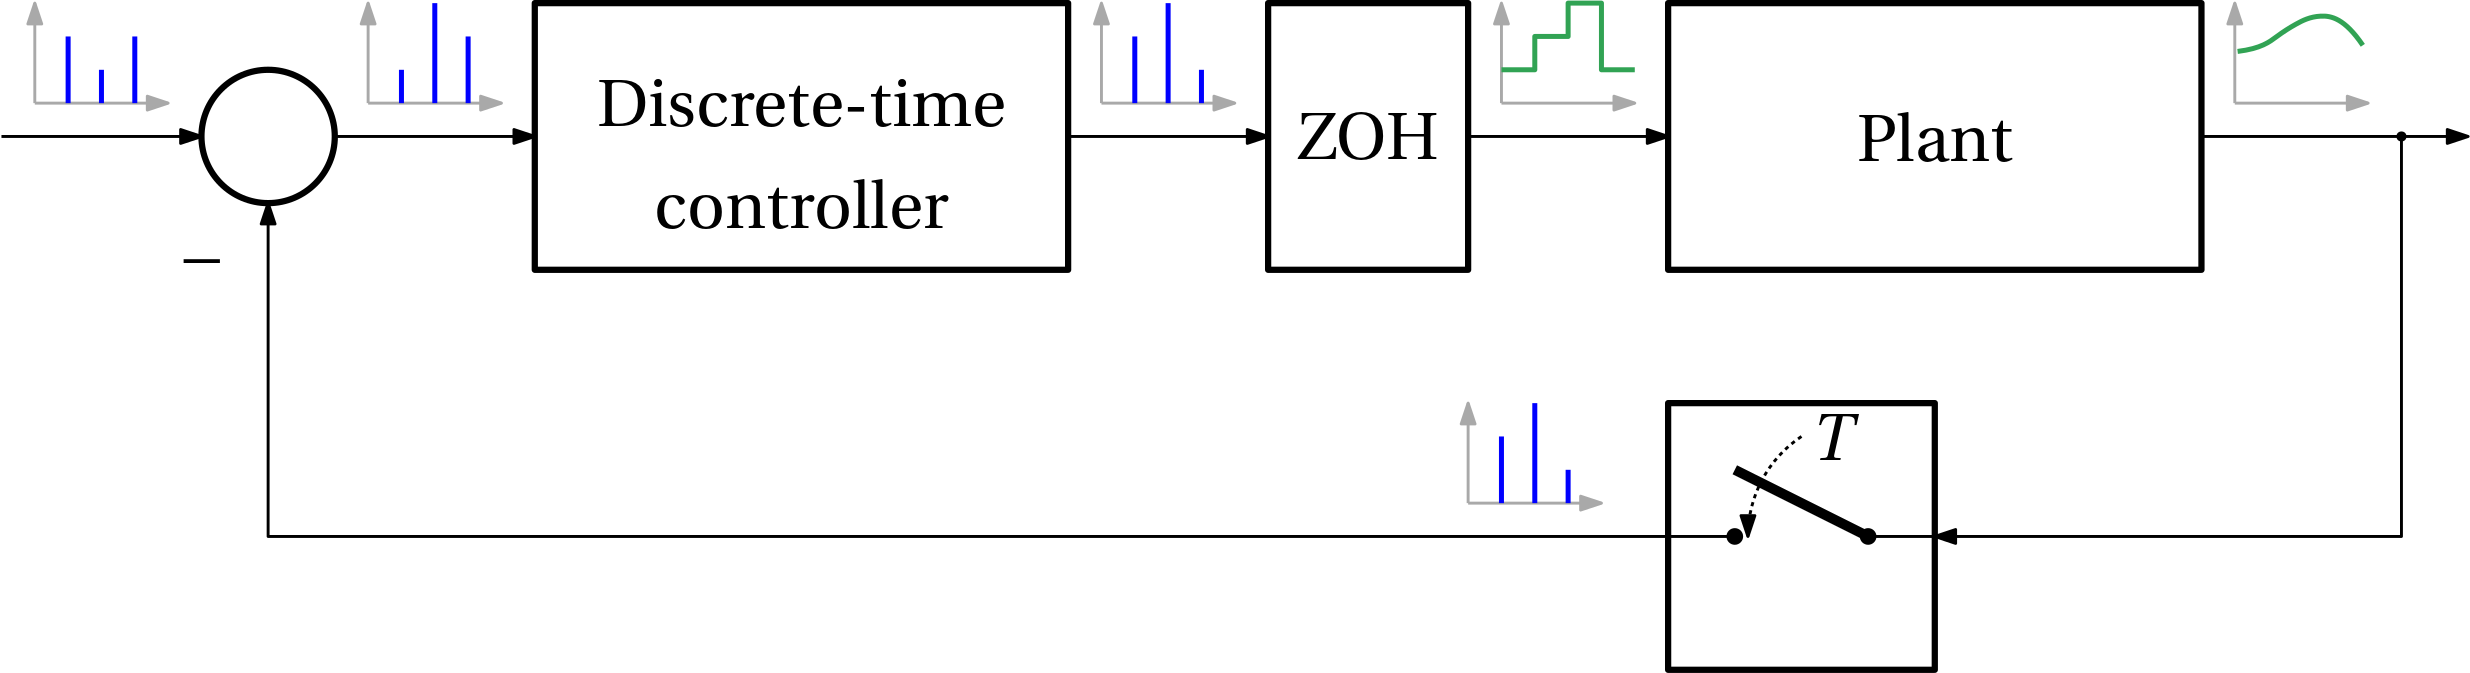 Discrete-time
controller
ZOH
Plant
−
T